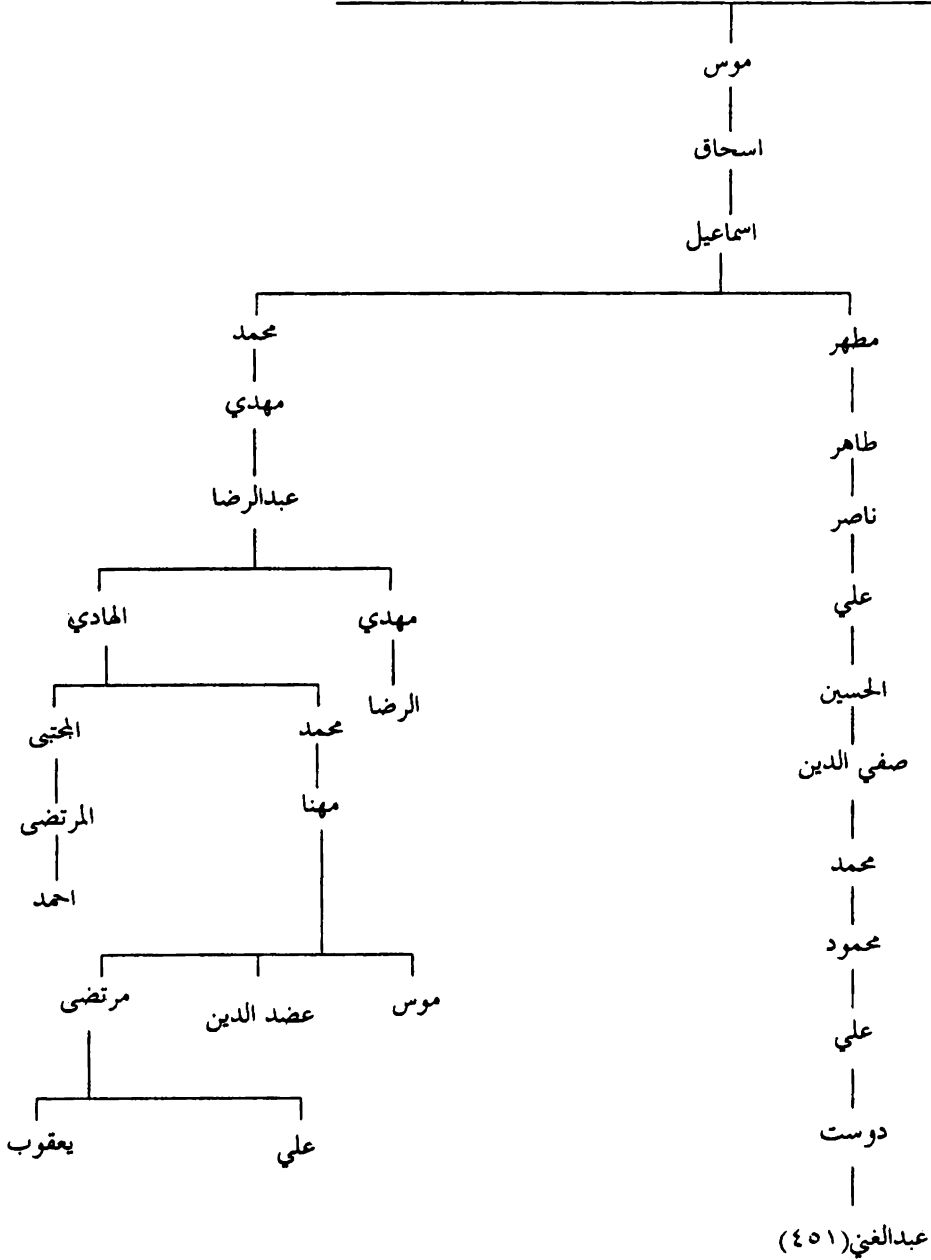 موس
اسحاق
اسماعيل
مطهر
محمد
طاهر
مهدي
ناصر
عبدالرضا
علي
مهدي
الهادي
الحسين
الرضا
محمد
المجتبى
صفي الدين
مهنا
المرتضى
محمد
احمد
محمود
موس
عضد الدين
مرتضى
علي
دوست
علي
يعقوب
عبدالغني(٤٥١)